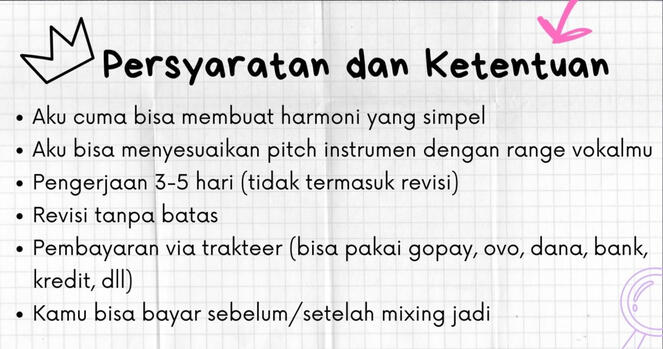 Persyaratan dan Ketentuan
• Aku cuma bisa membuat harmoni yang simpel
• Aku bisa menyesuaikan pitch instrumen dengan range vokalmu
• Pengerjaan 3-5 hari (tidak termasuk revisi)
• Revisi tanpa batas
• Pembayaran via trakteer (bisa pakai gopay, ovo, dana, bank,
kredit, dll)
• Kamu bisa bayar sebelum/setelah mixing jadi